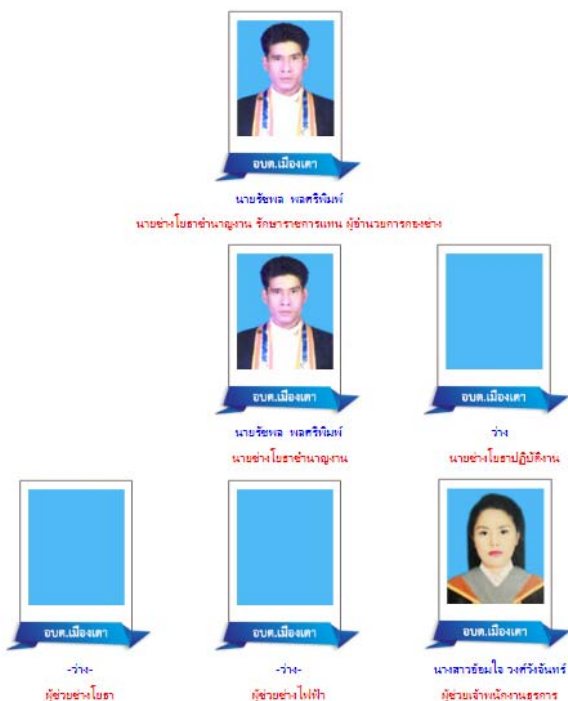 อบต.เมืองเตา
นายรัชพล พลศรีพิมพ์
นายช่างโยธาชำนาญงาน รักษาราชการแทน ผู้อำนวยการกองช่าง
อบต.เมืองเตา อบต.เมืองเตา
นายรัชพล พลศรีพิมพ์ ว่าง
นายช่างโยธาชำนาญงาน นายช่างโยธาปฏิบัติงาน
อบต.เมืองเตา อบต.เมืองเตา อบต.เมืองเตา
-ว่าง- -ว่าง- นางสาวอ้อมใจ วงศ์วังจันทร์
ผู้ช่วยช่างโยธา ผู้ช่วยช่างไฟฟ้า ผู้ช่วยเจ้าพนักงานธุรการ